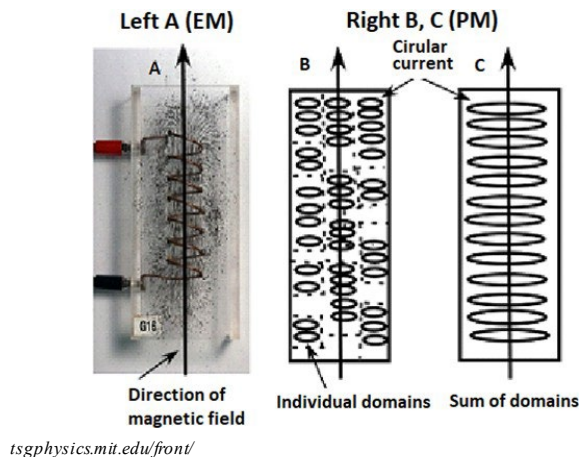 Left A (EM)
Right B, C (PM)
Cirular
current
A
B
C
G16
Direction of
magnetic field
Individual domains
Sum of domains
tsgphysics.mit.edu/front/